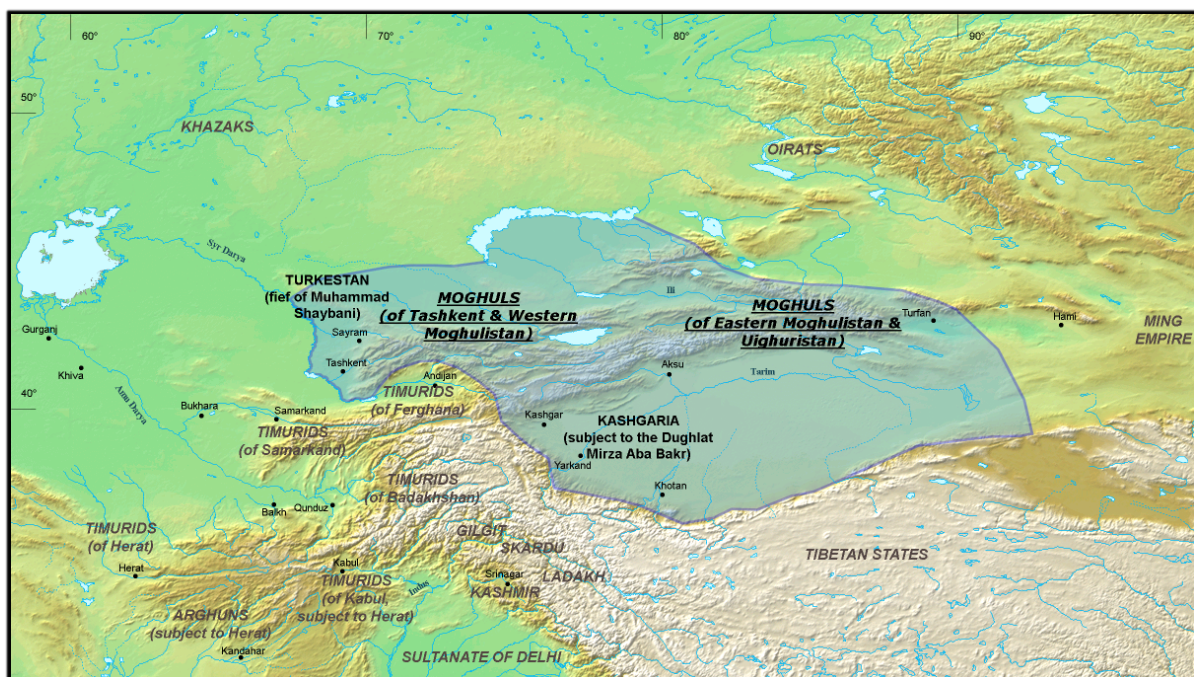 60°
70°
80°
90°
50°
KHAZAKS
OIRATS
Syr Darya
TURKESTAN
(fief of Muhammad
Shaybani)
MOGHULS
(of Tashkent & Western
Moghulistan)
Ili
MOGHULS
(of Eastern Moghulistan &
Uighuristan)
Turfan
Hami
MING
EMPIRE
Gurganj
Sayram
Tashkent
Khiva
Aksu
Tarim
Andijan
40°
Amu Darya
TIMURIDS
(of Ferghana)
Bukhara
Samarkand
TIMURIDS
(of Samarkand)
Kashgar
KASHGARIA
(subject to the Dughlat
Mirza Aba Bakr)
Yarkand
Khotan
TIMURIDS
(of Badakhshan)
Balkh
Qunduz
TIMURIDS
(of Herat)
Herat
GILGIT
SKARDU
LADAKH
TIBETAN STATES
Kabul
TIMURIDS
(of Kabul,
subject to Herat)
Indus
Srinagar
KASHMIR
ARGHUNS
(subject to Herat)
Kandahar
SULTANATE OF DELHI